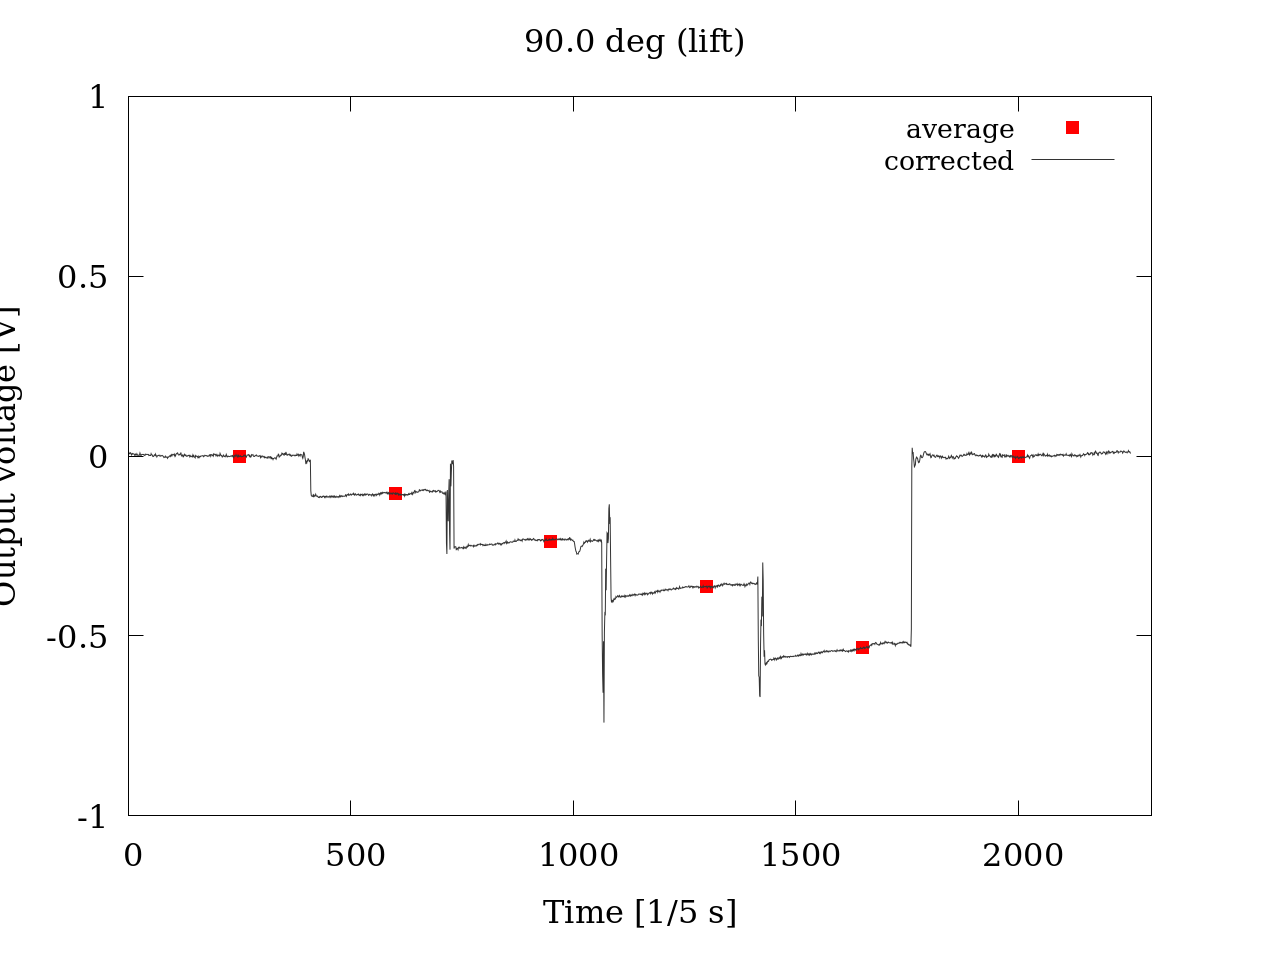 90.0 deg (lift)
average
corrected
Output voltage [V]
1
0.5
0
-0.5
-1
0
500
1000
1500
2000
Time [1/5 s]